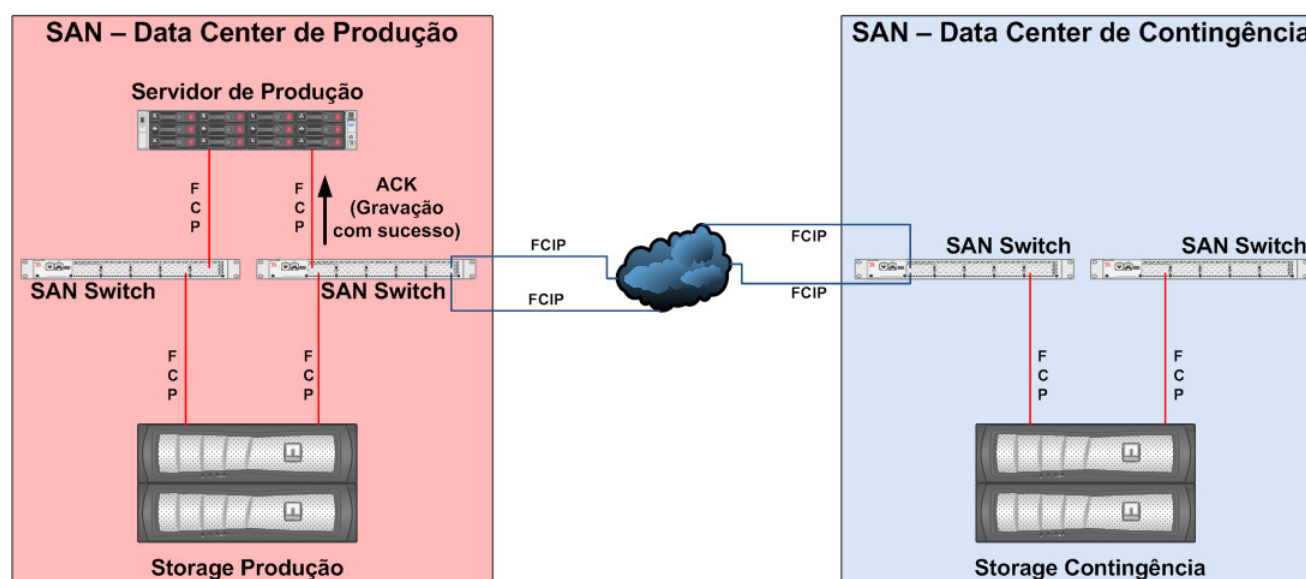 SAN – Data Center de Produção
SAN – Data Center de Contingência
Servidor de Produção
F
C
P
F
C
P
ACK
(Gravação
com sucesso)
FCIP
FCIP
FCIP
FCIP
SAN Switch
SAN Switch
SAN Switch
SAN Switch
F
C
P
F
C
P
F
C
P
F
C
P
Storage Produção
Storage Contingência